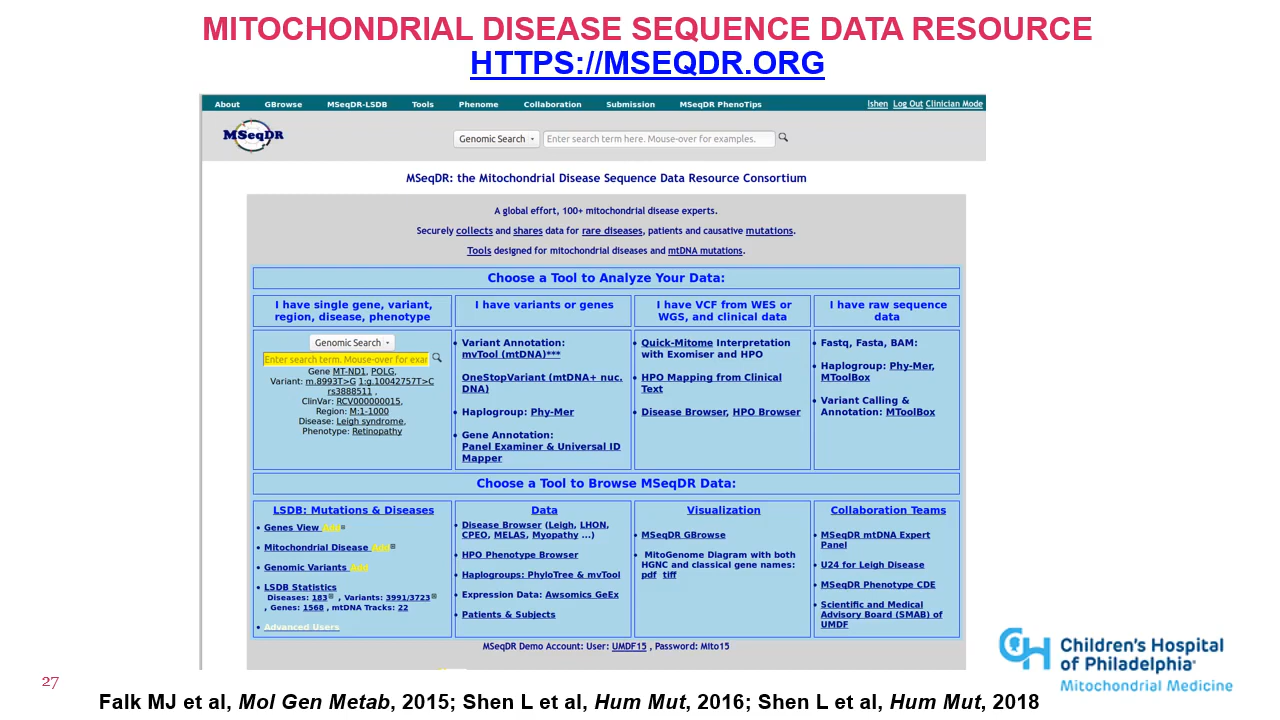 MITOCHONDRIAL DISEASE SEQUENCE DATA RESOURCE
HTTPS://MSEQDR.ORG
About GBrowse MSeqDR-LSDB Tools Phenome Collaboration Submission MSeqDR PhenoTips lshen Log Out Clinician Mode
MSeqDR
Genomic Search Enter search term here. Mouse-over for examples.
MSeqDR: the Mitochondrial Disease Sequence Data Resource Consortium
A global effort, 100+ mitochondrial disease experts.
Securely collects and shares data for rare diseases, patients and causative mutations.
Tools designed for mitochondrial diseases and mtDNA mutations.
Choose a Tool to Analyze Your Data:
I have single gene, variant,
region, disease, phenotype
Genomic Search
Enter search term. Mouse-over for exar
Gene MT-ND1, POLG,
Variant: m.8993T>G 1:g.10042757T>C
rs3888511 ,
ClinVar: RCV000000015,
Region: M:1-1000
Disease: Leigh syndrome,
Phenotype: Retinopathy
I have variants or genes
• Variant Annotation:
mvTool (mtDNA)***
OneStopVariant (mtDNA+ nuc.
DNA)
• Haplogroup: Phy-Mer
• Gene Annotation:
Panel Examiner & Universal ID
Mapper
I have VCF from WES or
WGS, and clinical data
• Quick-Mitome Interpretation
with Exomiser and HPO
• HPO Mapping from Clinical
Text
• Disease Browser, HPO Browser
I have raw sequence
data
• Fastq, Fasta, BAM:
• Haplogroup: Phy-Mer,
MToolBox
• Variant Calling &
Annotation: MToolBox
Choose a Tool to Browse MSeqDR Data:
LSDB: Mutations & Diseases
• Genes View Add
• Mitochondrial Disease Add
• Genomic Variants Add
• LSDB Statistics
Diseases: 183 , Variants: 3991/3723
, Genes: 1568 , mtDNA Tracks: 22
• Advanced Users
Data
• Disease Browser (Leigh, LHON,
CPEO, MELAS, Myopathy ...)
• HPO Phenotype Browser
• Haplogroups: PhyloTree & mvTool
• Expression Data: Awsomics GeEx
• Patients & Subjects
Visualization
• MSeqDR GBrowse
• MitoGenome Diagram with both
HGNC and classical gene names:
pdf tiff
Collaboration Teams
• MSeqDR mtDNA Expert
Panel
• U24 for Leigh Disease
• MSeqDR Phenotype CDE
• Scientific and Medical
Advisory Board (SMAB) of
UMDF
MSeqDR Demo Account: User: UMDF15 , Password: Mito15
Children's Hospital
of Philadelphia
Mitochondrial Medicine
27
Falk MJ et al, Mol Gen Metab, 2015; Shen L et al, Hum Mut, 2016; Shen L et al, Hum Mut, 2018